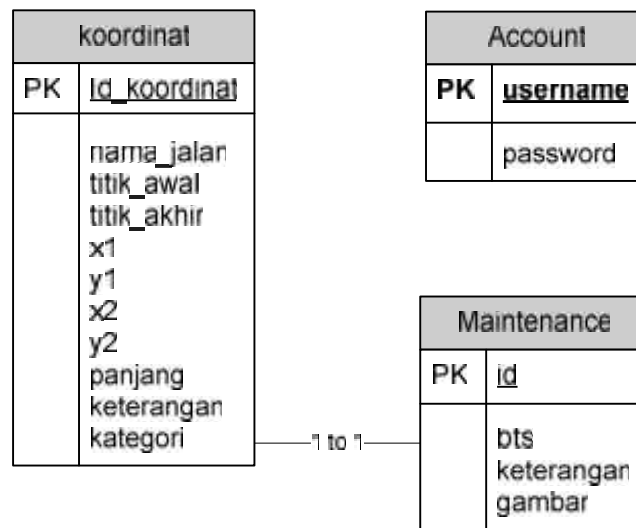 koordinat
PK Id_koordinat
nama_jalan
titik_awal
titik_akhir
x1
y1
x2
y2
panjang
keterangan
kategori
Account
PK username
password
1 to 1
Maintenance
PK id
bts
keterangan
gambar